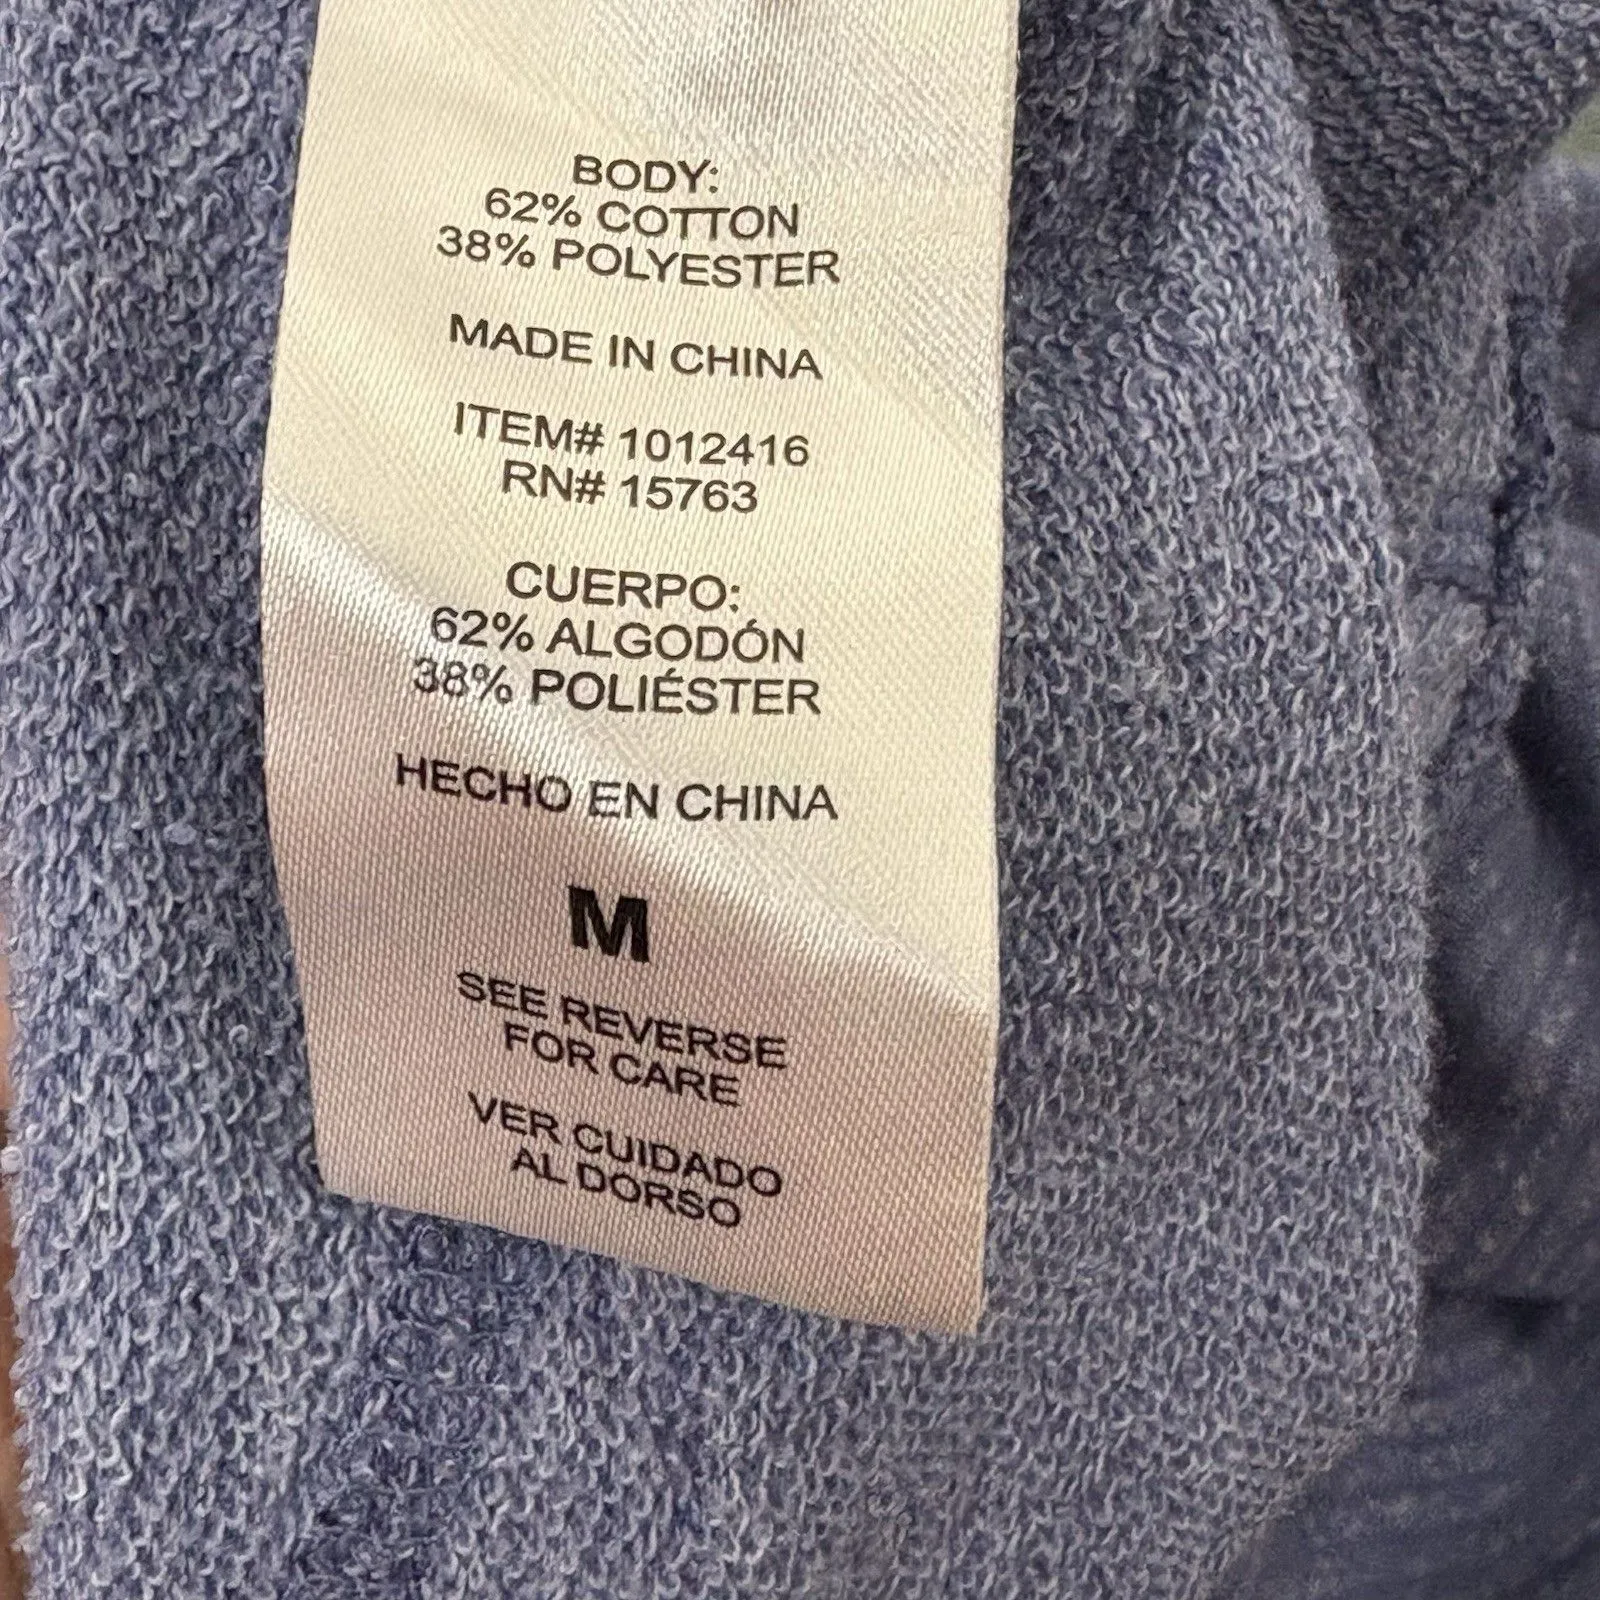 BODY:
62% COTTON
38% POLYESTER
MADE IN CHINA
ITEM# 1012416
RN# 15763
CUERPO:
62% ALGODÓN
38% POLIÉSTER
HECHO EN CHINA
M
SEE REVERSE
FOR CARE
VER CUIDADO
AL DORSO